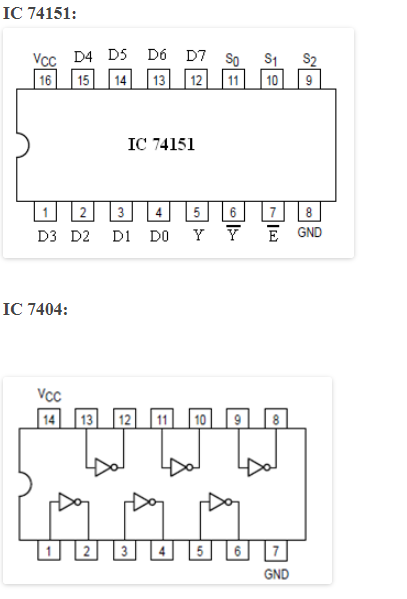 IC 74151:
VCC D4 D5 D6 D7 S0 S1 S2
16 15 14 13 12 11 10 9
IC 74151
1 2 3 4 5 6 7 8
D3 D2 D1 D0 Y Y̅ E̅ GND
IC 7404:
VCC
14 13 12 11 10 9 8
1 2 3 4 5 6 7
GND